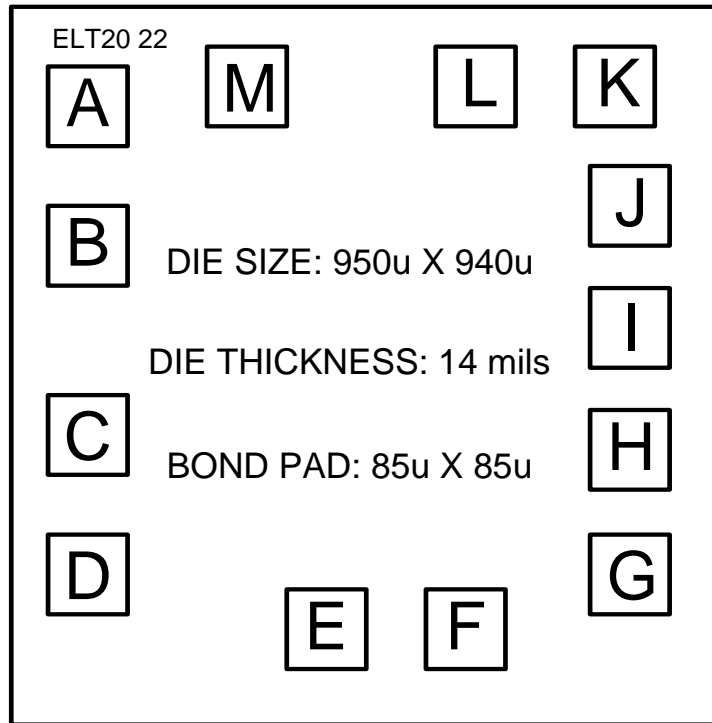 ELT20 22
A M L K
J
B
DIE SIZE: 950u X 940u
I
DIE THICKNESS: 14 mils
C
H
BOND PAD: 85u X 85u
D
G
E F